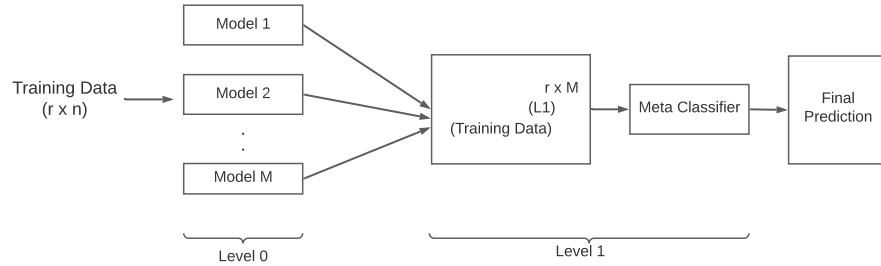 Training Data
(r x n)
Model 1
Model 2
.
.
Model M
Level 0
r x M
(L1)
(Training Data)
Meta Classifier
Level 1
Final
Prediction